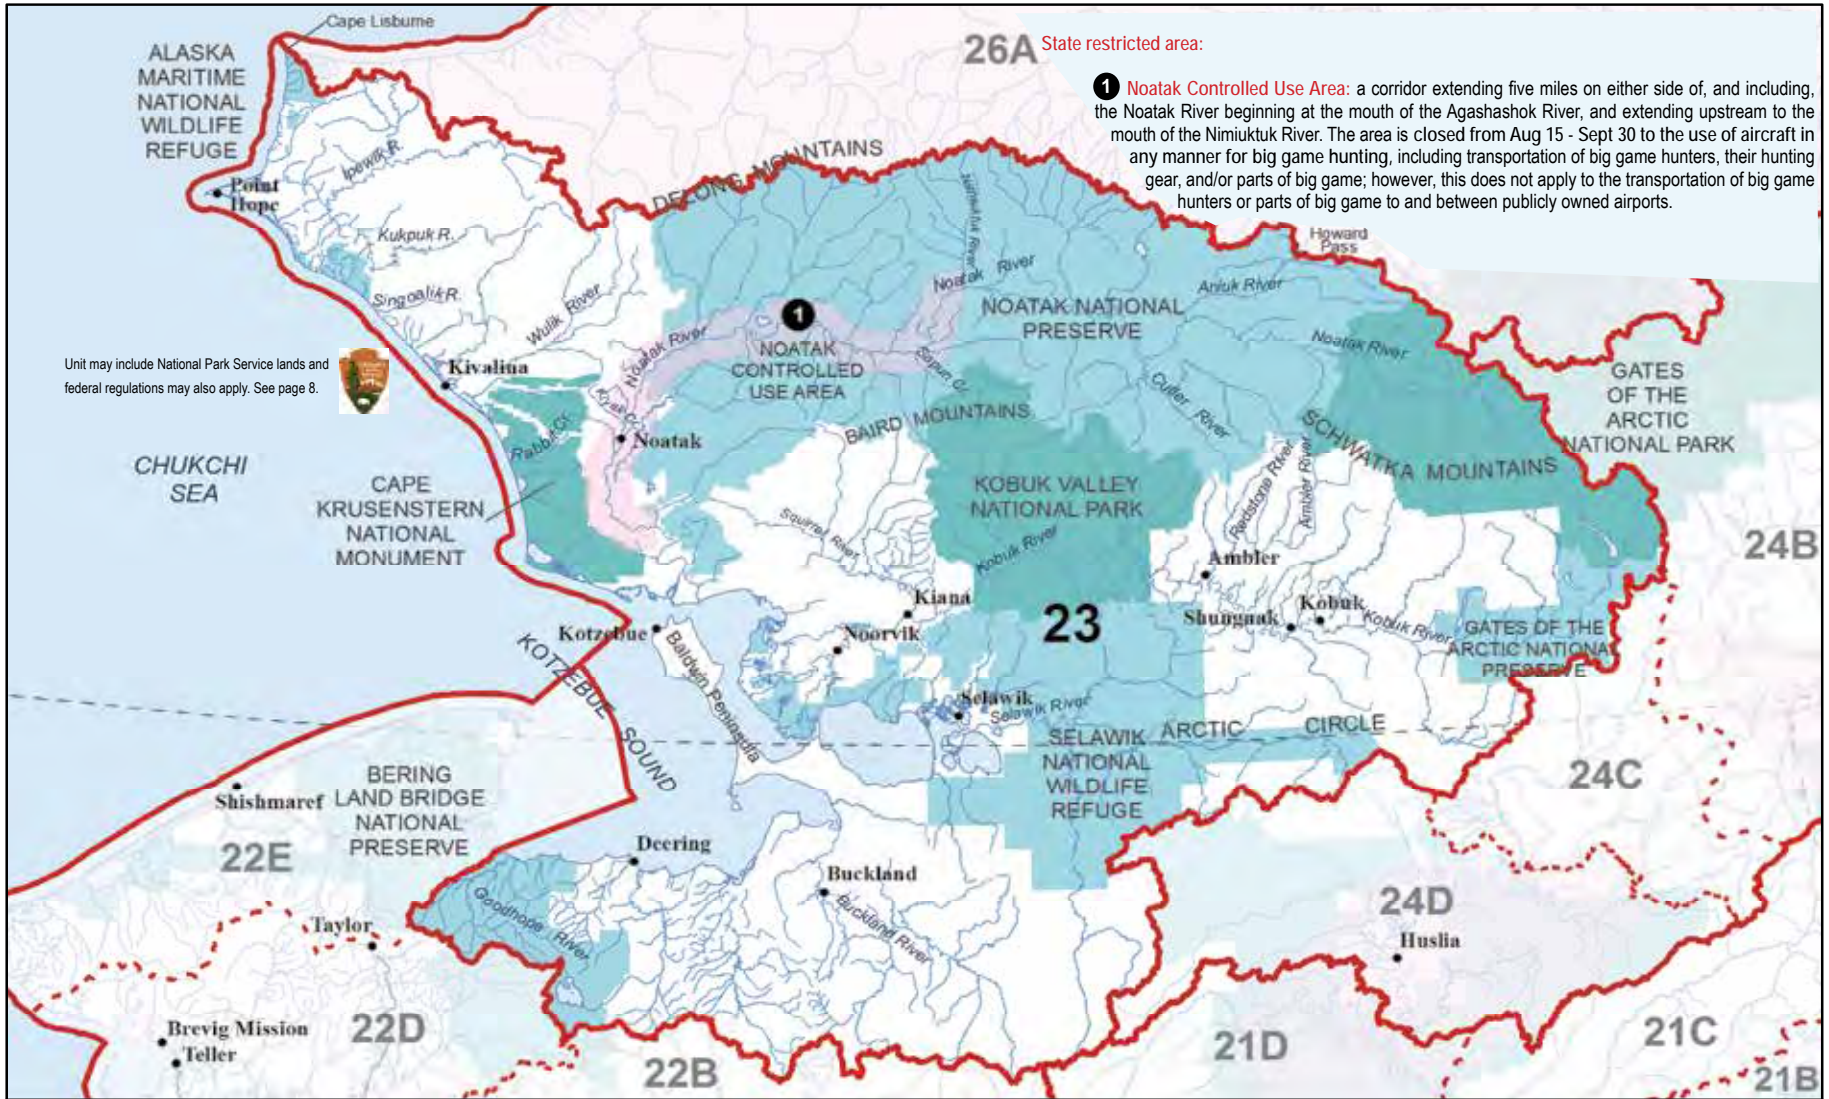 Cape Lisburne
ALASKA
MARITIME
NATIONAL
WILDLIFE
REFUGE
26A
State restricted area:
1 Noatak Controlled Use Area: a corridor extending five miles on either side of, and including,
the Noatak River beginning at the mouth of the Agashashok River, and extending upstream to the
mouth of the Nimiuktuk River. The area is closed from Aug 15 - Sept 30 to the use of aircraft in
any manner for big game hunting, including transportation of big game hunters, their hunting
gear, and/or parts of big game; however, this does not apply to the transportation of big game
hunters or parts of big game to and between publicly owned airports.
Ipewik R.
DELONG MOUNTAINS
Point
Hope
Nimiuktuk River
Kukpuk R.
Howard
Pass
Singoalik R.
Wulik River
Noatak River
Aniuk River
NOATAK NATIONAL
PRESERVE
1
Noatak River
NOATAK
CONTROLLED
USE AREA
Sapun Cr.
Noatak River
Unit may include National Park Service lands and
federal regulations may also apply. See page 8.
Kivalina
Kiyak Cr.
Cutler River
GATES
OF THE
ARCTIC
NATIONAL PARK
Rabbit Cr.
Noatak
BAIRD MOUNTAINS
SCHWATKA MOUNTAINS
CHUKCHI
SEA
CAPE
KRUSENSTERN
NATIONAL
MONUMENT
KOBUK VALLEY
NATIONAL PARK
Redstone River
Ambler River
Squirrel River
Kobuk River
24B
Ambler
Kiana
Kotzebue
Noorvik
23
Shungnak
Kobuk
Kobuk River
GATES OF THE
ARCTIC NATIONAL
PRESERVE
Baldwin Peninsula
KOTZEBUE SOUND
Selawik
Selawik River
ARCTIC CIRCLE
SELAWIK
NATIONAL
WILDLIFE
REFUGE
24C
BERING
LAND BRIDGE
NATIONAL
PRESERVE
Shishmaref
22E
Deering
Buckland
Buckland River
Goodhope River
24D
Huslia
Taylor
Brevig Mission
Teller
22D
22B
21D
21C
21B